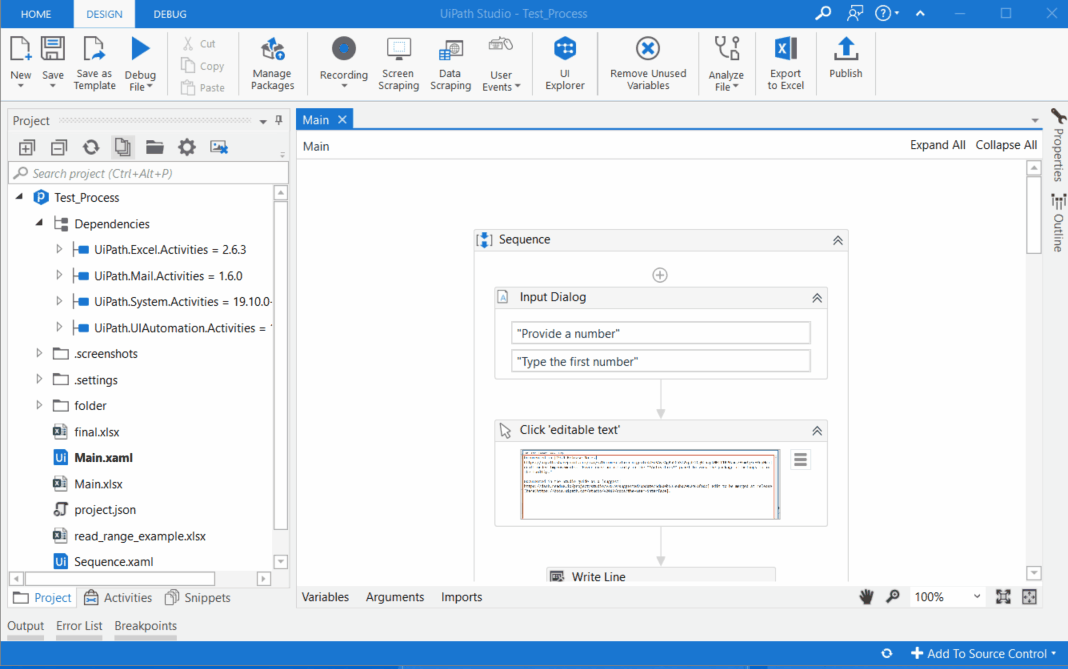 HOME DESIGN DEBUG UiPath Studio - Test_Process
New Save Save as Template Debug File Cut Copy Paste Manage Packages Recording Screen Scraping Data Scraping User Events UI Explorer Remove Unused Variables Analyze File Export to Excel Publish
Project
Search project (Ctrl+Alt+P)
Test_Process
Dependencies
UiPath.Excel.Activities = 2.6.3
UiPath.Mail.Activities = 1.6.0
UiPath.System.Activities = 19.10.0-
UiPath.UIAutomation.Activities =
.screenshots
.settings
folder
final.xlsx
Main.xaml
Main.xlsx
project.json
read_range_example.xlsx
Sequence.xaml
Project Activities Snippets
Main
Main Expand All Collapse All
Sequence
Input Dialog
"Provide a number"
"Type the first number"
Click 'editable text'
Write Line
Variables Arguments Imports 100%
Properties
Outline
Output Error List Breakpoints
Add To Source Control